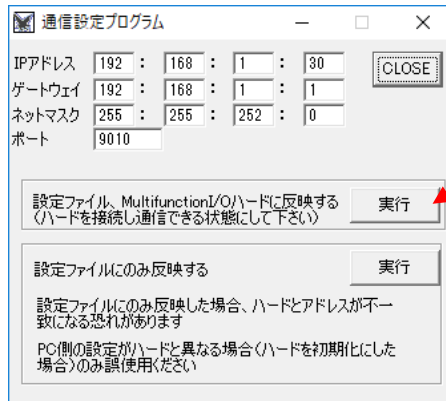 通信設定プログラム
IPアドレス 192 : 168 : 1 : 30 CLOSE
ゲートウェイ 192 : 168 : 1 : 1
ネットマスク 255 : 255 : 252 : 0
ポート 9010
設定ファイル、MultifunctionI/Oハードに反映する
(ハードを接続し通信できる状態にして下さい) 実行
設定ファイルにのみ反映する 実行
設定ファイルにのみ反映した場合、ハードとアドレスが不一
致になる恐れがあります
PC側の設定がハードと異なる場合(ハードを初期化にした
場合)のみ誤使用ください